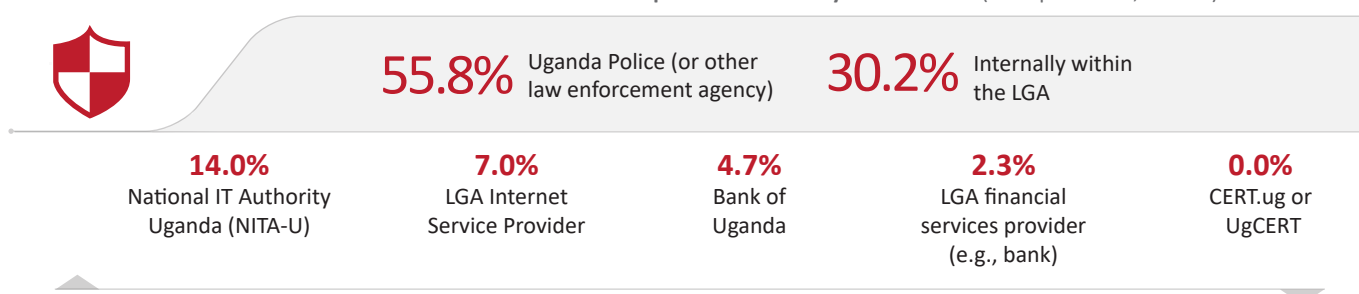 55.8%
Uganda Police (or other
law enforcement agency)
30.2%
Internally within
the LGA
14.0%
National IT Authority
Uganda (NITA-U)
7.0%
LGA Internet
Service Provider
4.7%
Bank of
Uganda
2.3%
LGA financial
services provider
(e.g., bank)
0.0%
CERT.ug or
UgCERT